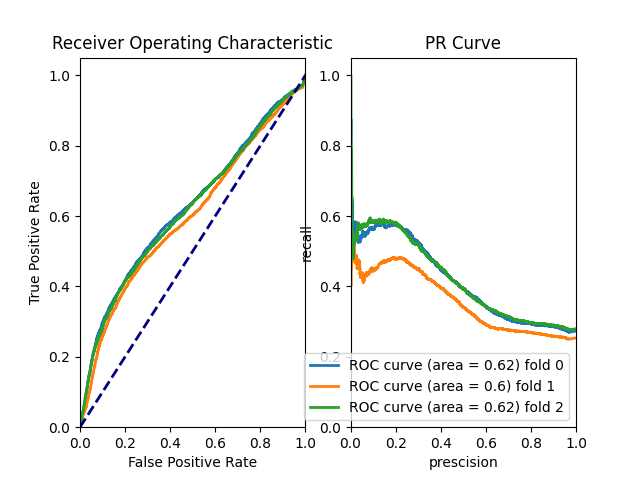 Receiver Operating Characteristic
PR Curve
1.0
0.8
0.6
0.4
0.2
0.0
True Positive Rate
0.0 0.2 0.4 0.6 0.8 1.0
False Positive Rate
1.0
0.8
0.6
0.4
0.2
0.0
recall
0.0 0.2 0.4 0.6 0.8 1.0
prescision
ROC curve (area = 0.62) fold 0
ROC curve (area = 0.6) fold 1
ROC curve (area = 0.62) fold 2